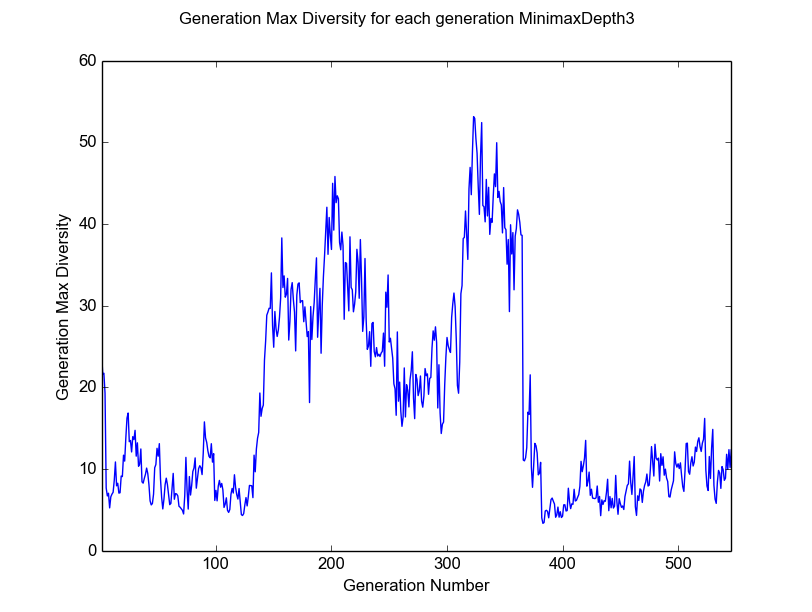 Generation Max Diversity for each generation MinimaxDepth3
60
50
40
30
20
10
0
Generation Max Diversity
100 200 300 400 500
Generation Number